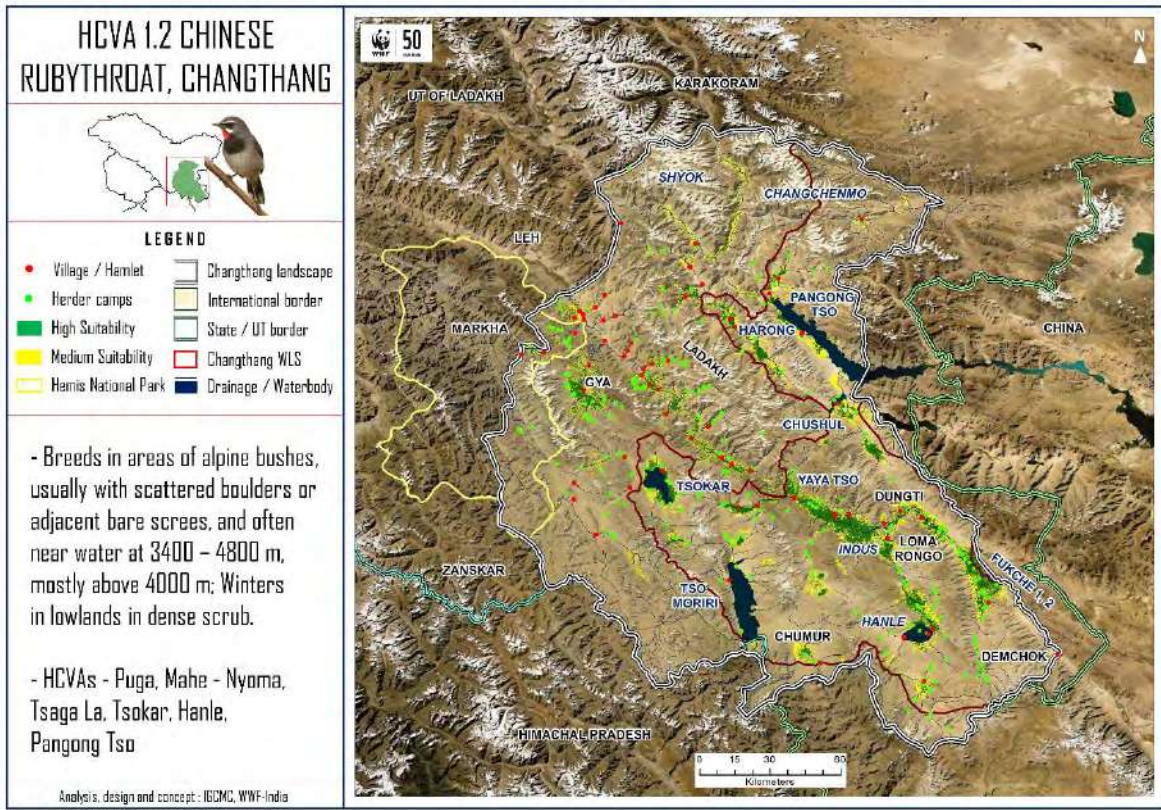 HCVA 1.2 CHINESE
RUBYTHROAT, CHANGTHANG
LEGEND
Village / Hamlet
Herder camps
High Suitability
Medium Suitability
Hemis National Park
Changthang landscape
International border
State / UT border
Changthang WLS
Drainage / Waterbody
- Breeds in areas of alpine bushes,
usually with scattered boulders or
adjacent bare screes, and often
near water at 3400 – 4800 m,
mostly above 4000 m; Winters
in lowlands in dense scrub.
- HCVAs - Puga, Mahe - Nyoma,
Tsaga La, Tsokar, Hanle,
Pangong Tso
Analysis, design and concept : IGCMC, WWF-India
WWF
50
N
KARAKORAM
UT OF LADAKH
SHYOK
CHANGCHENMO
LEH
PANGONG
TSO
CHINA
MARKHA
HARONG
LADAKH
GYA
CHUSHUL
TSOKAR
YAYA TSO
DUNGTI
LOMA
RONGO
INDUS
FUKCHE 1, 2
ZANSKAR
TSO
MORIRI
HANLE
CHUMUR
DEMCHOK
HIMACHAL PRADESH
0 15 30 60
Kilometers